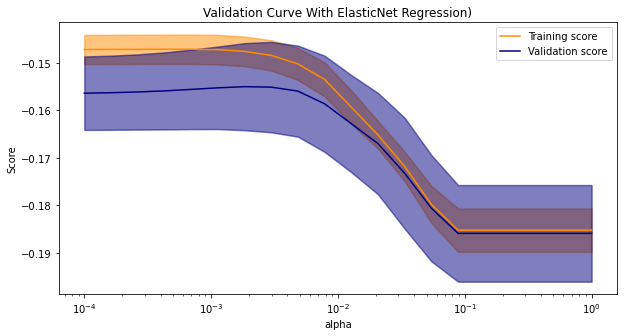 Validation Curve With ElasticNet Regression)
Training score
Validation score
−0.15
−0.16
−0.17
−0.18
−0.19
Score
10⁻⁴
10⁻³
10⁻²
10⁻¹
10⁰
alpha